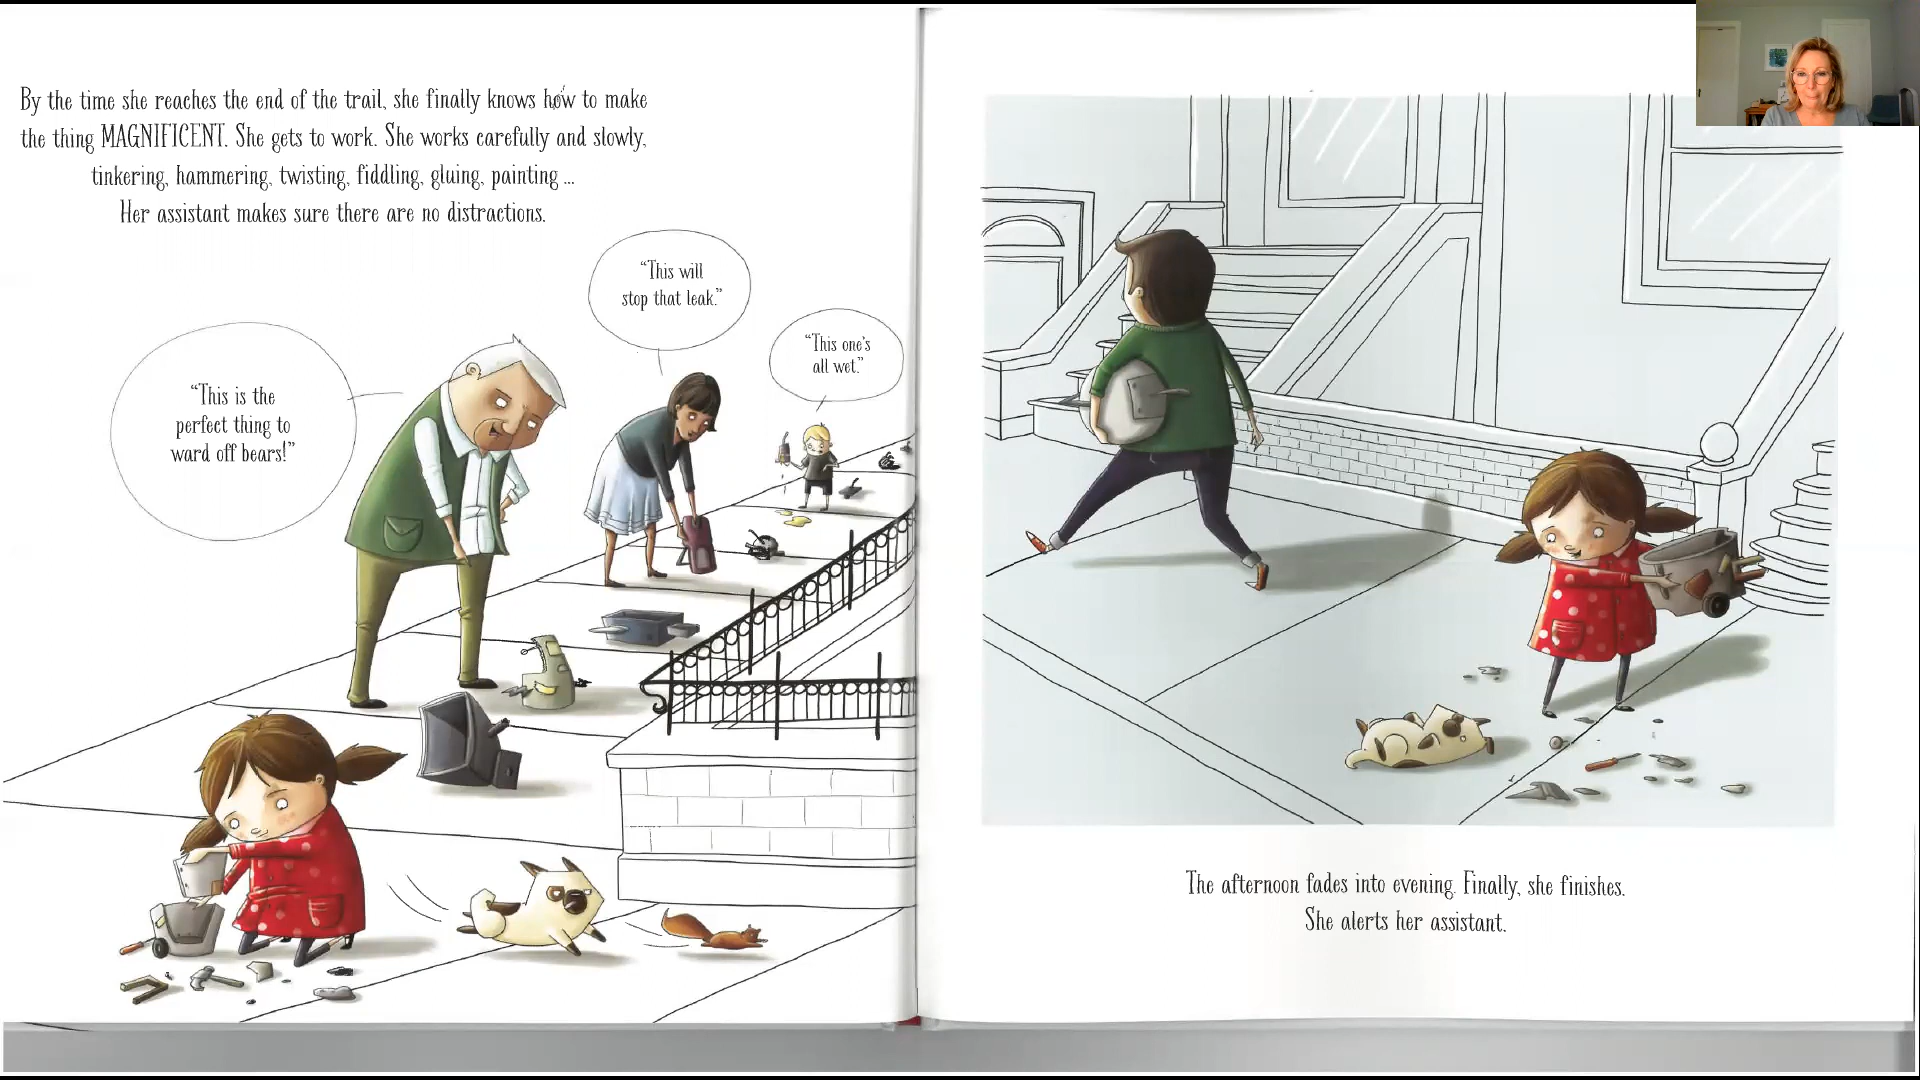 By the time she reaches the end of the trail, she finally knows how to make
the thing MAGNIFICENT. She gets to work. She works carefully and slowly,
tinkering, hammering, twisting, fiddling, gluing, painting ...
Her assistant makes sure there are no distractions.
“This is the
perfect thing to
ward off bears!”
“This will
stop that leak.”
“This one’s
all wet.”
The afternoon fades into evening. Finally, she finishes.
She alerts her assistant.